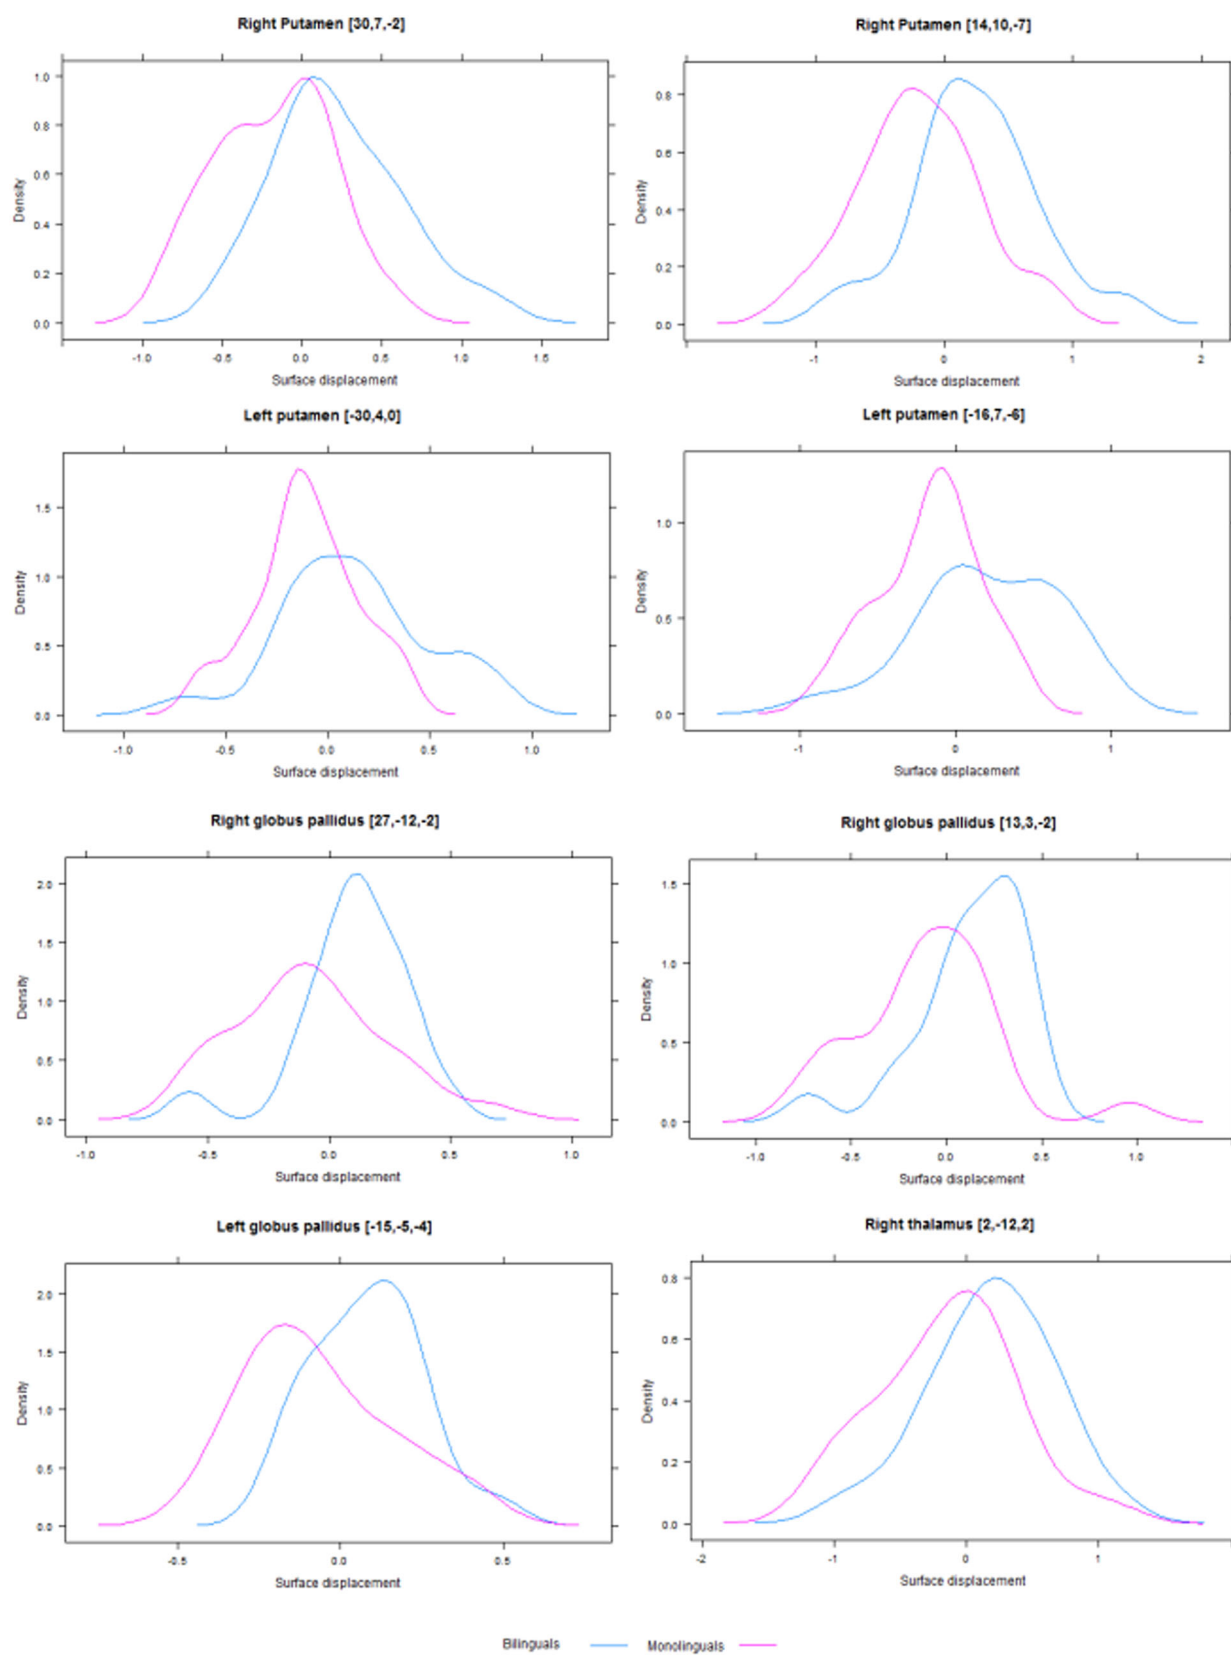 Right Putamen [30,7,-2]
1.0
0.8
0.6
0.4
0.2
0.0
Density
-1.0 -0.5 0.0 0.5 1.0 1.5
Surface displacement
Right Putamen [14,10,-7]
0.8
0.6
0.4
0.2
0.0
Density
-1 0 1 2
Surface displacement
Left putamen [-30,4,0]
1.5
1.0
0.5
0.0
Density
-1.0 -0.5 0.0 0.5 1.0
Surface displacement
Left putamen [-16,7,-6]
1.0
0.5
0.0
Density
-1 0 1
Surface displacement
Right globus pallidus [27,-12,-2]
2.0
1.5
1.0
0.5
0.0
Density
-1.0 -0.5 0.0 0.5 1.0
Surface displacement
Right globus pallidus [13,3,-2]
1.5
1.0
0.5
0.0
Density
-1.0 -0.5 0.0 0.5 1.0
Surface displacement
Left globus pallidus [-15,-5,-4]
2.0
1.5
1.0
0.5
0.0
Density
-0.5 0.0 0.5
Surface displacement
Right thalamus [2,-12,2]
0.8
0.6
0.4
0.2
0.0
Density
-2 -1 0 1
Surface displacement
Bilinguals Monolinguals